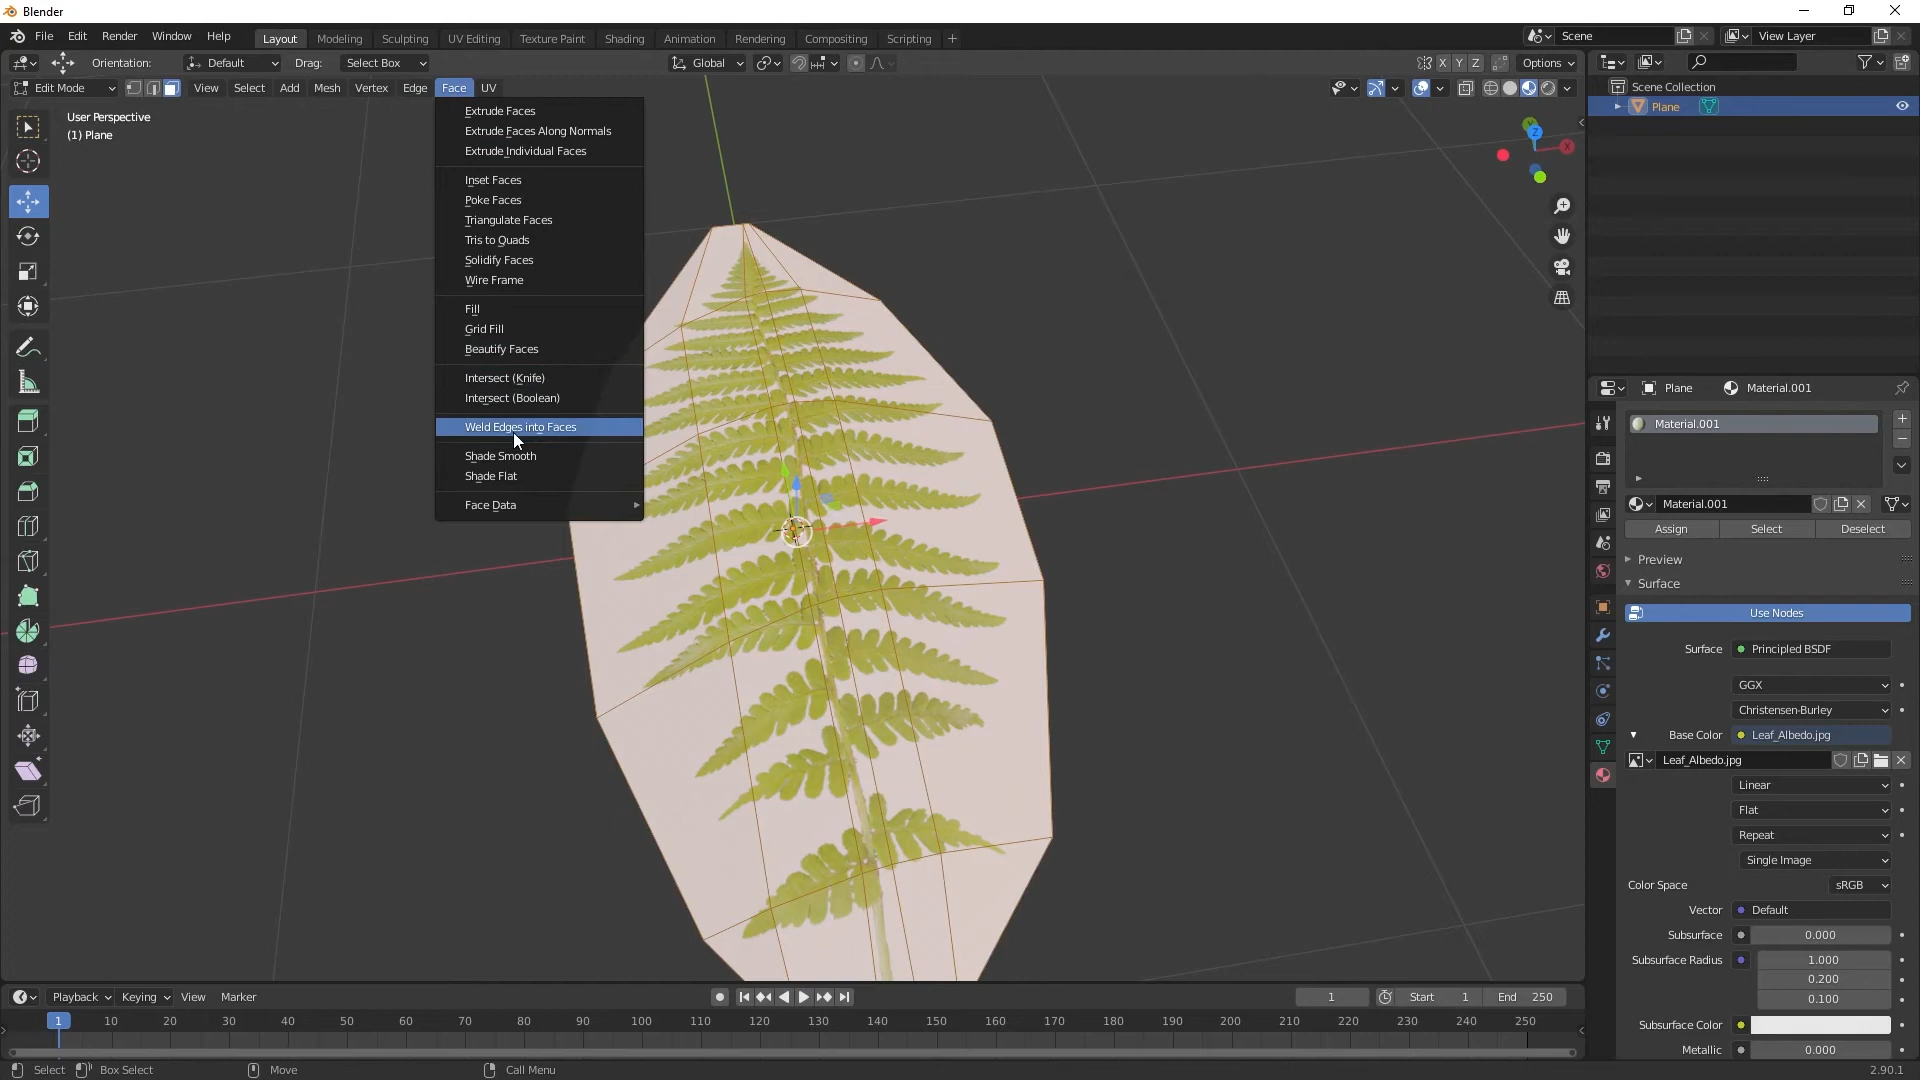 Blender
File Edit Render Window Help Layout Modeling Sculpting UV Editing Texture Paint Shading Animation Rendering Compositing Scripting + Scene View Layer
Orientation: Default Drag: Select Box Global X Y Z Options
Edit Mode View Select Add Mesh Vertex Edge Face UV
User Perspective
(1) Plane
Extrude Faces
Extrude Faces Along Normals
Extrude Individual Faces
Inset Faces
Poke Faces
Triangulate Faces
Tris to Quads
Solidify Faces
Wire Frame
Fill
Grid Fill
Beautify Faces
Intersect (Knife)
Intersect (Boolean)
Weld Edges into Faces
Shade Smooth
Shade Flat
Face Data
Y
Z
X
Scene Collection
Plane
Plane Material.001
Material.001
Material.001
Assign Select Deselect
Preview
Surface
Use Nodes
Surface Principled BSDF
GGX
Christensen-Burley
Base Color Leaf_Albedo.jpg
Leaf_Albedo.jpg
Linear
Flat
Repeat
Single Image
Color Space sRGB
Vector Default
Subsurface 0.000
Subsurface Radius 1.000
0.200
0.100
Subsurface Color
Metallic 0.000
Playback Keying View Marker 1 Start 1 End 250
1 10 20 30 40 50 60 70 80 90 100 110 120 130 140 150 160 170 180 190 200 210 220 230 240 250
Select Box Select Move Call Menu 2.90.1